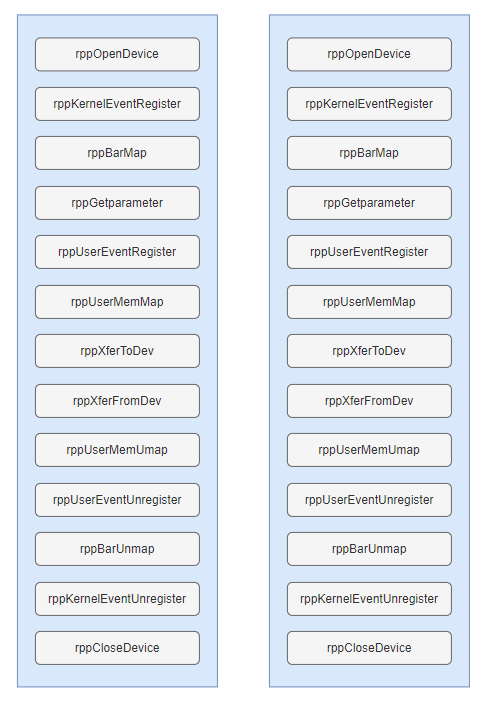 rppOpenDevice
rppKernelEventRegister
rppBarMap
rppGetparameter
rppUserEventRegister
rppUserMemMap
rppXferToDev
rppXferFromDev
rppUserMemUmap
rppUserEventUnregister
rppBarUnmap
rppKernelEventUnregister
rppCloseDevice
rppOpenDevice
rppKernelEventRegister
rppBarMap
rppGetparameter
rppUserEventRegister
rppUserMemMap
rppXferToDev
rppXferFromDev
rppUserMemUmap
rppUserEventUnregister
rppBarUnmap
rppKernelEventUnregister
rppCloseDevice